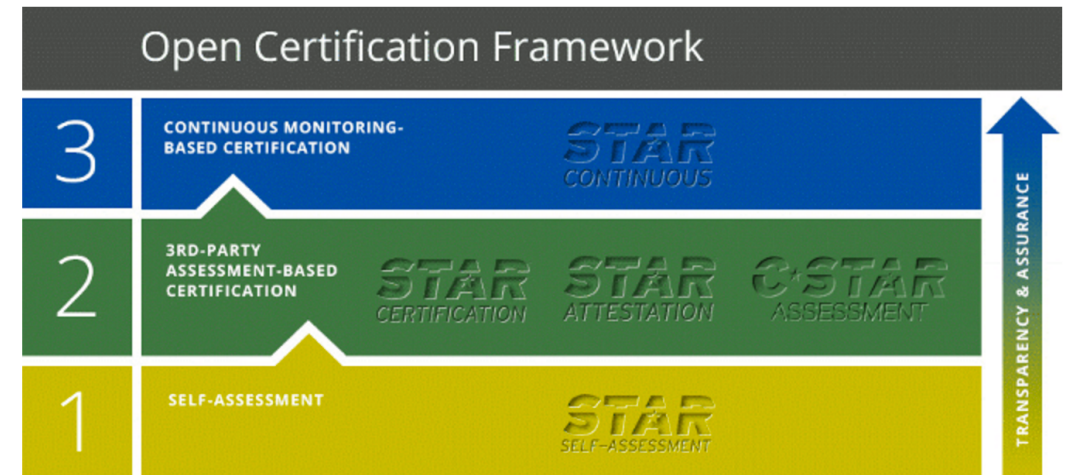 Open Certification Framework
3
CONTINUOUS MONITORING-
BASED CERTIFICATION
STAR
CONTINUOUS
2
3RD-PARTY
ASSESSMENT-BASED
CERTIFICATION
STAR
CERTIFICATION
STAR
ATTESTATION
C★STAR
ASSESSMENT
1
SELF-ASSESSMENT
STAR
SELF-ASSESSMENT
TRANSPARENCY & ASSURANCE